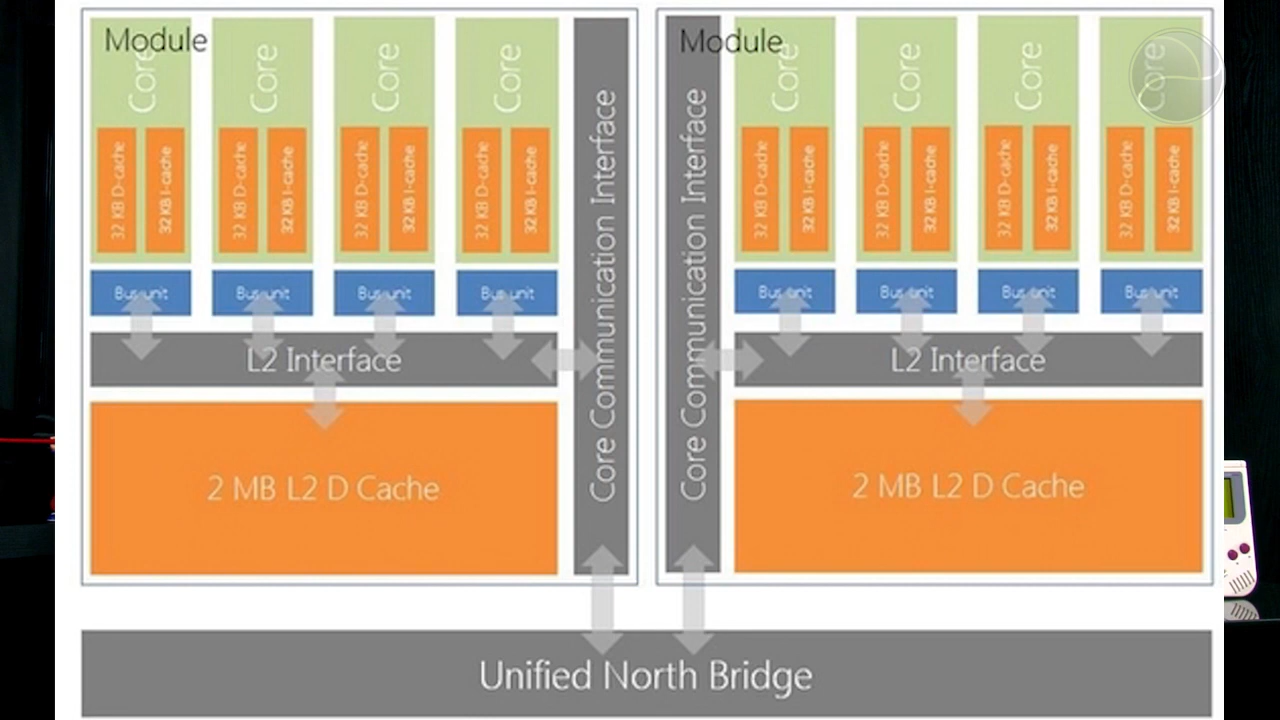 Module
Core
Core
Core
Core
32 KB D-cache
32 KB I-cache
32 KB D-cache
32 KB I-cache
32 KB D-cache
32 KB I-cache
32 KB D-cache
32 KB I-cache
Bus unit
Bus unit
Bus unit
Bus unit
L2 Interface
2 MB L2 D Cache
Core Communication Interface
Module
Core Communication Interface
Core
Core
Core
Core
32 KB D-cache
32 KB I-cache
32 KB D-cache
32 KB I-cache
32 KB D-cache
32 KB I-cache
32 KB D-cache
32 KB I-cache
Bus unit
Bus unit
Bus unit
Bus unit
L2 Interface
2 MB L2 D Cache
Unified North Bridge